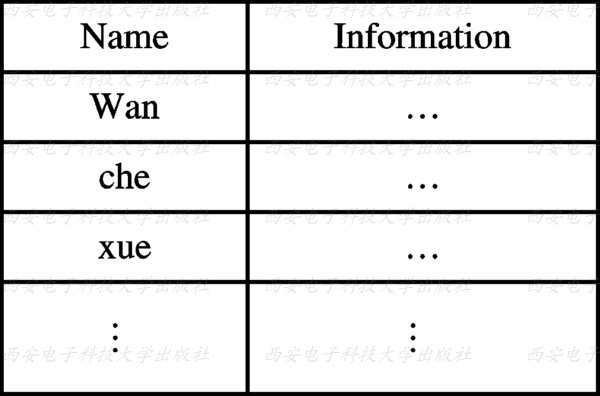 Name Information
Wan …
che …
xue …
⋮ ⋮
西安电子科技大学出版社